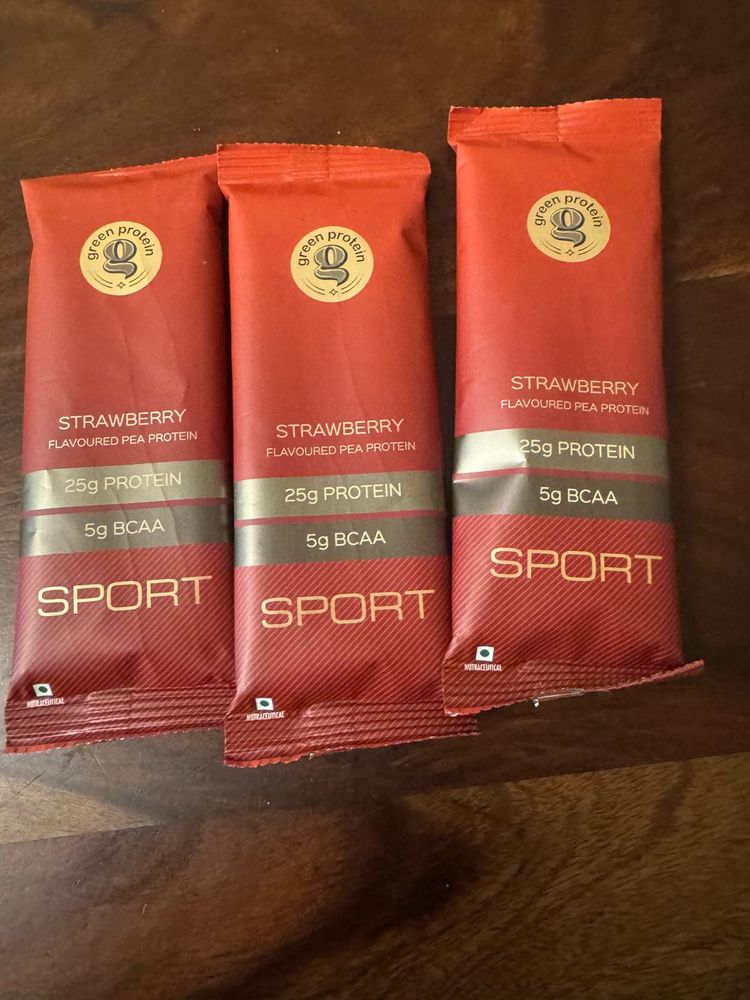 green protein
g
STRAWBERRY
FLAVOURED PEA PROTEIN
25g PROTEIN
5g BCAA
SPORT
NUTRACEUTICAL
green protein
g
STRAWBERRY
FLAVOURED PEA PROTEIN
25g PROTEIN
5g BCAA
SPORT
NUTRACEUTICAL
green protein
g
STRAWBERRY
FLAVOURED PEA PROTEIN
25g PROTEIN
5g BCAA
SPORT
NUTRACEUTICAL